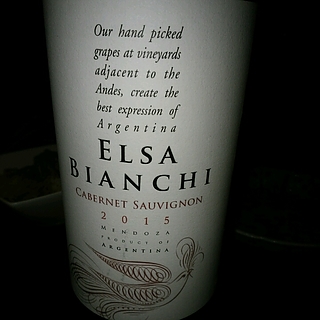 Our hand picked
grapes at vineyards
adjacent to the
Andes, create the
best expression of
Argentina
ELSA
BIANCHI
CABERNET SAUVIGNON
2015
MENDOZA
PRODUCT OF
ARGENTINA